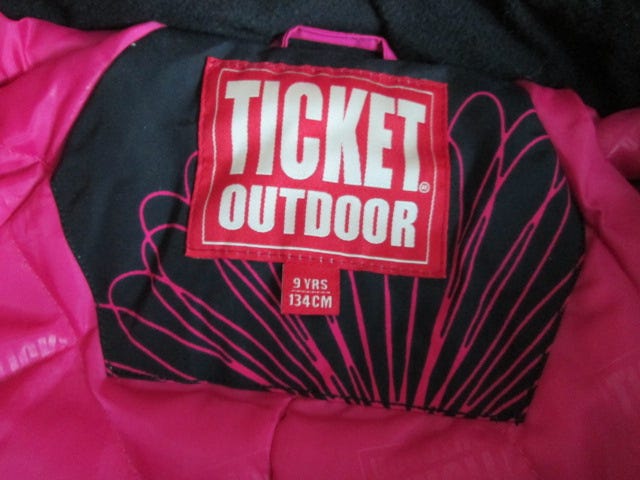 TICKET
OUTDOOR
9 YRS
134CM